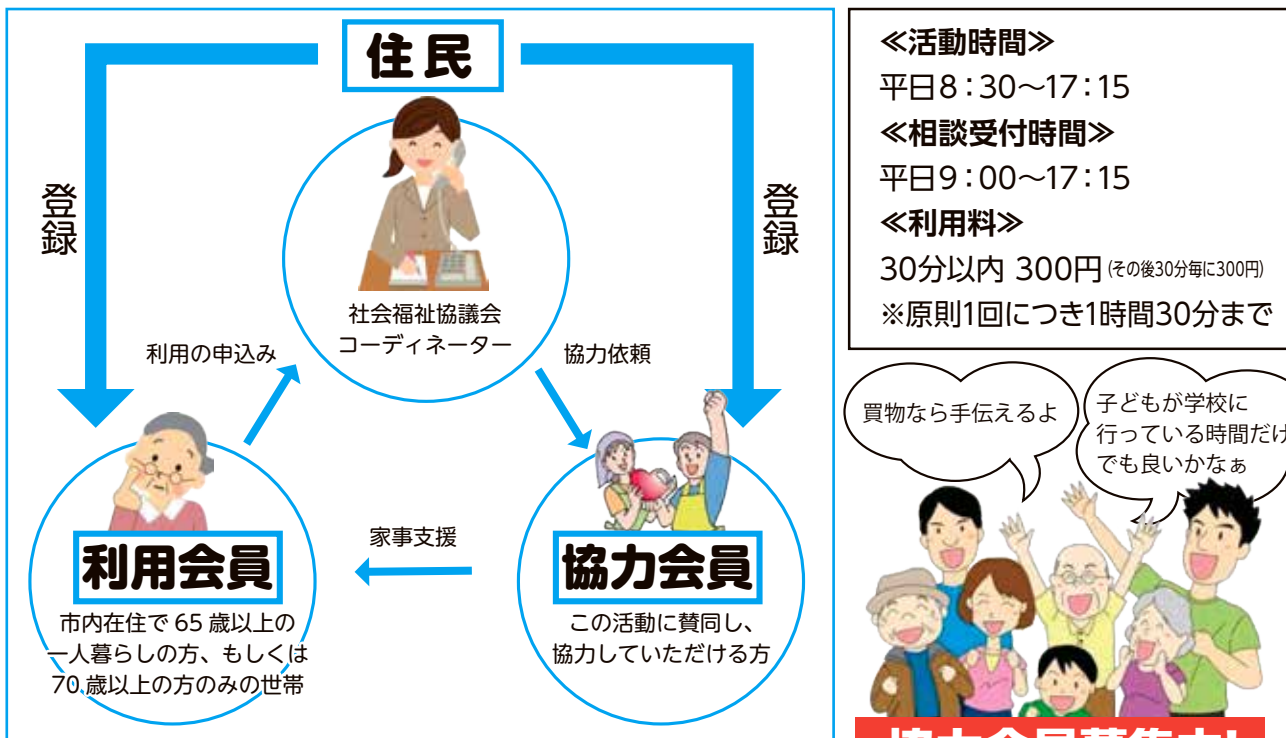 住民
登録
登録
社会福祉協議会
コーディネーター
利用の申込み
協力依頼
利用会員
市内在住で65歳以上の
一人暮らしの方、もしくは
70歳以上の方のみの世帯
家事支援
協力会員
この活動に賛同し、
協力していただける方
≪活動時間≫
平日8：30～17：15
≪相談受付時間≫
平日9：00～17：15
≪利用料≫
30分以内 300円(その後30分毎に300円)
※原則1回につき1時間30分まで
買物なら手伝えるよ
子どもが学校に
行っている時間だけ
でも良いかなぁ
協力会員募集中！